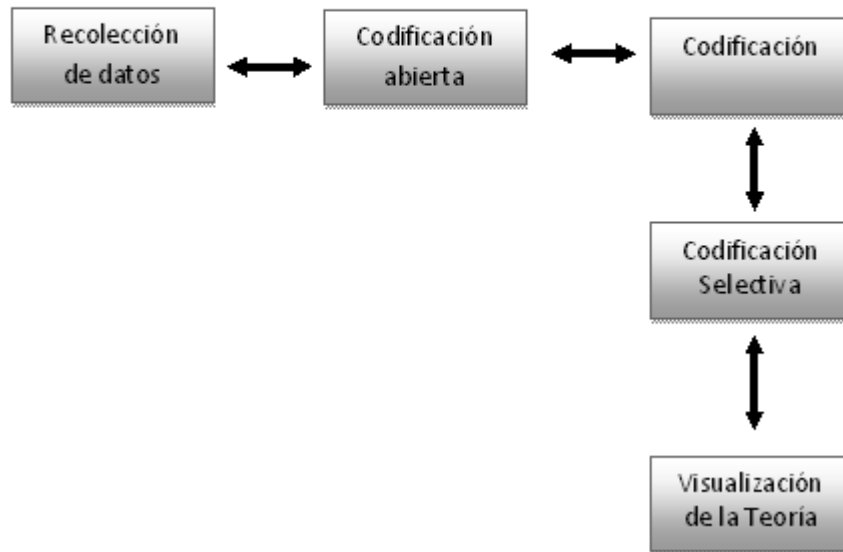 Recolección
de datos
Codificación
abierta
Codificación
Codificación
Selectiva
Visualización
de la Teoría